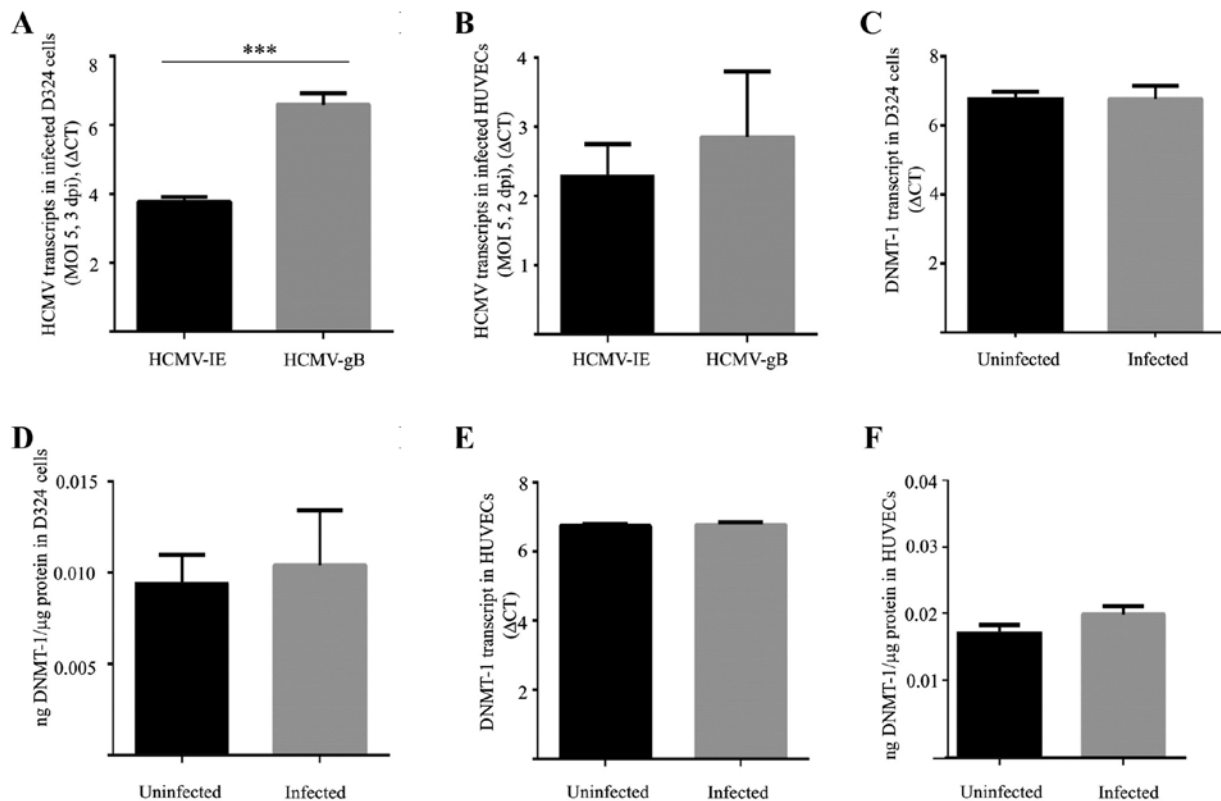 A
HCMV transcripts in infected D324 cells
(MOI 5, 3 dpi), (ΔCT)
8
6
4
2
***
HCMV-IE HCMV-gB
B
HCMV transcripts in infected HUVECs
(MOI 5, 2 dpi), (ΔCT)
4
3
2
1
HCMV-IE HCMV-gB
C
DNMT-1 transcript in D324 cells
(ΔCT)
8
6
4
2
Uninfected Infected
D
ng DNMT-1/µg protein in D324 cells
0.015
0.010
0.005
Uninfected Infected
E
DNMT-1 transcript in HUVECs
(ΔCT)
8
6
4
2
Uninfected Infected
F
ng DNMT-1/µg protein in HUVECs
0.04
0.03
0.02
0.01
Uninfected Infected